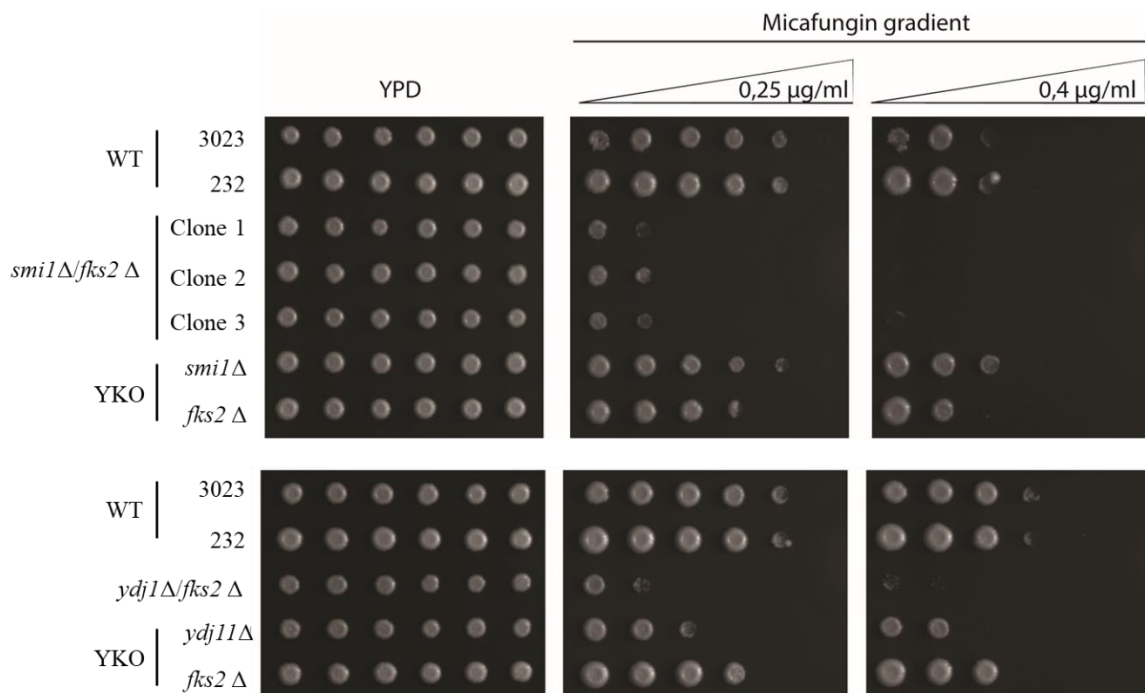 Micafungin gradient
YPD
0,25 µg/ml
0,4 µg/ml
WT
3023
232
smi1Δ/fks2 Δ
Clone 1
Clone 2
Clone 3
YKO
smi1Δ
fks2 Δ
WT
3023
232
ydj1Δ/fks2 Δ
YKO
ydj11Δ
fks2 Δ